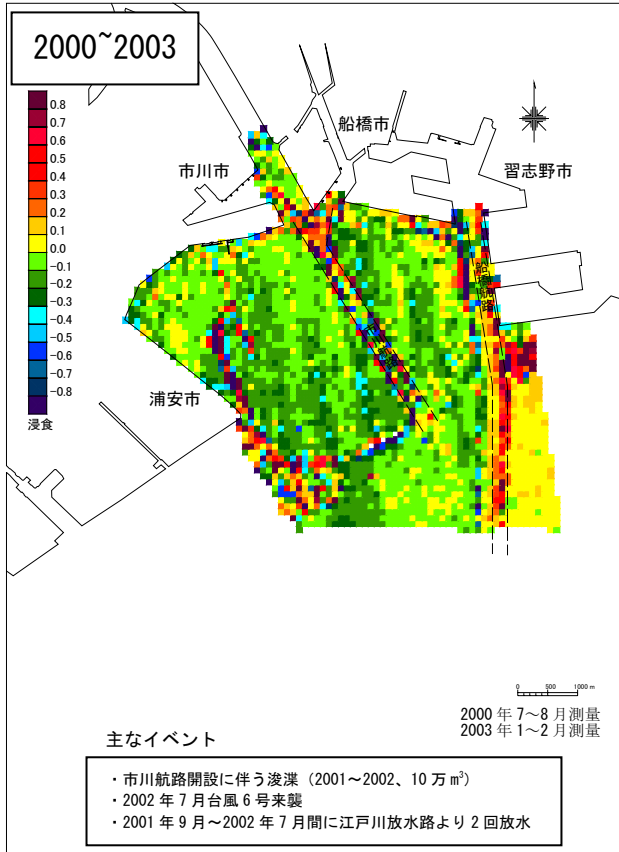 2000~2003
船橋市
市川市
習志野市
0.8
0.7
0.6
0.5
0.4
0.3
0.2
0.1
0.0
-0.1
-0.2
-0.3
-0.4
-0.5
-0.6
-0.7
-0.8
浸食
浦安市
0 500 1000 m
2000 年 7～8 月測量
2003 年 1～2 月測量
主なイベント
・市川航路開設に伴う浚渫（2001～2002、10 万㎥）
・2002 年 7 月台風 6 号来襲
・2001 年 9 月～2002 年 7 月間に江戸川放水路より 2 回放水